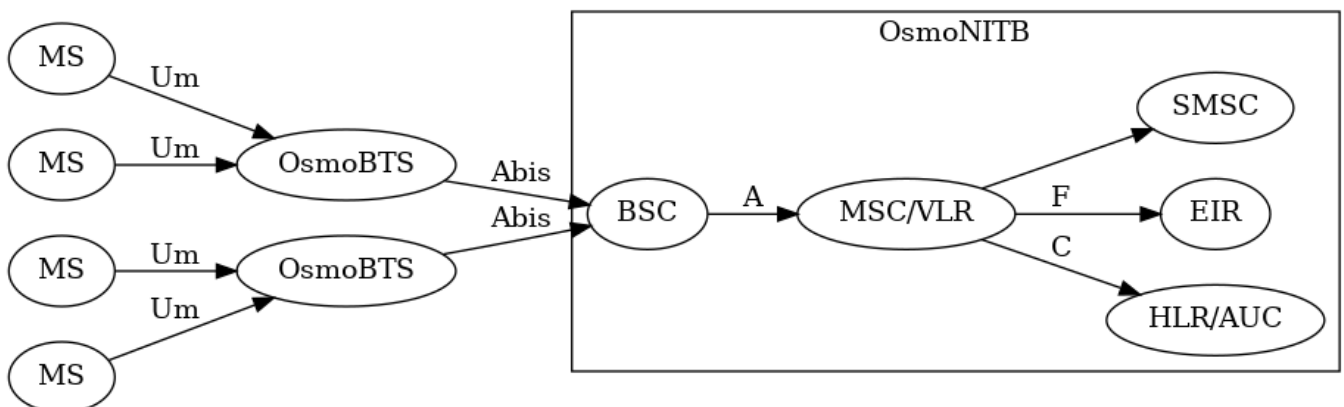 OsmoNITB
MS
Um
MS
Um
OsmoBTS
Abis
MS
Um
OsmoBTS
Abis
MS
Um
BSC
A
MSC/VLR
SMSC
F
EIR
C
HLR/AUC